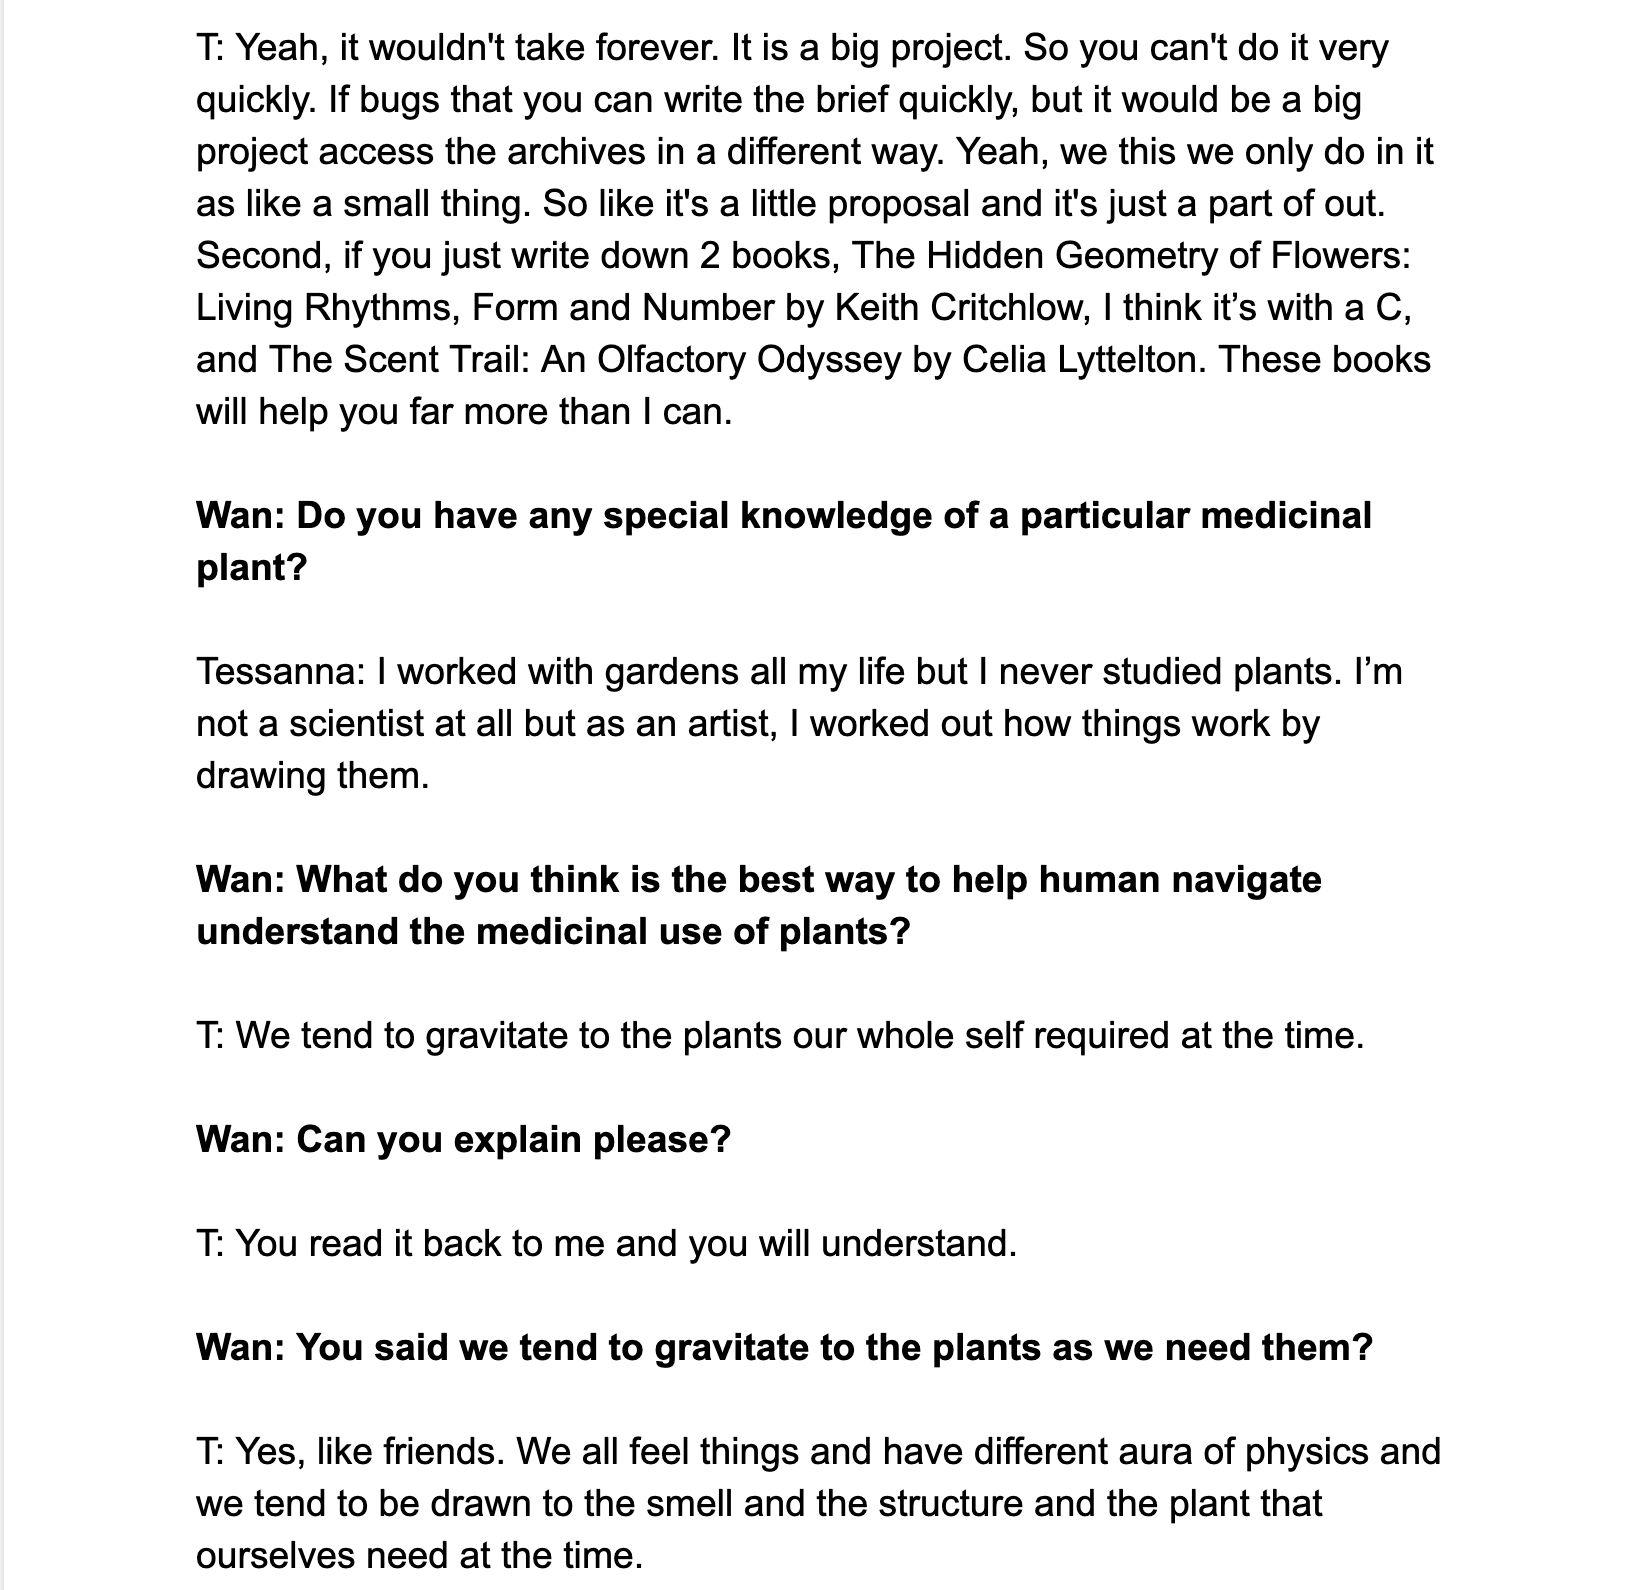 T: Yeah, it wouldn't take forever. It is a big project. So you can't do it very
quickly. If bugs that you can write the brief quickly, but it would be a big
project access the archives in a different way. Yeah, we this we only do in it
as like a small thing. So like it's a little proposal and it's just a part of out.
Second, if you just write down 2 books, The Hidden Geometry of Flowers:
Living Rhythms, Form and Number by Keith Critchlow, I think it’s with a C,
and The Scent Trail: An Olfactory Odyssey by Celia Lyttelton. These books
will help you far more than I can.
Wan: Do you have any special knowledge of a particular medicinal
plant?
Tessanna: I worked with gardens all my life but I never studied plants. I’m
not a scientist at all but as an artist, I worked out how things work by
drawing them.
Wan: What do you think is the best way to help human navigate
understand the medicinal use of plants?
T: We tend to gravitate to the plants our whole self required at the time.
Wan: Can you explain please?
T: You read it back to me and you will understand.
Wan: You said we tend to gravitate to the plants as we need them?
T: Yes, like friends. We all feel things and have different aura of physics and
we tend to be drawn to the smell and the structure and the plant that
ourselves need at the time.